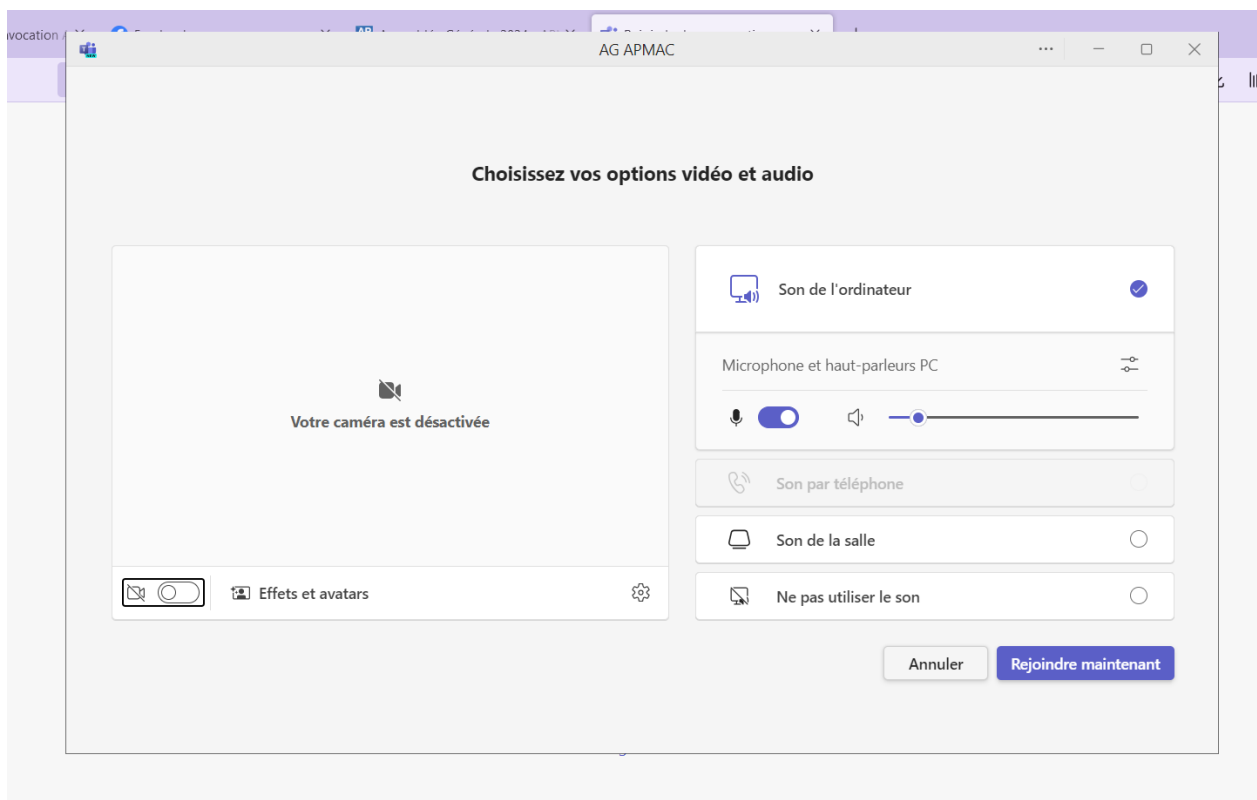 AG APMAC
Choisissez vos options vidéo et audio
Votre caméra est désactivée
Effets et avatars
Son de l'ordinateur
Microphone et haut-parleurs PC
Son par téléphone
Son de la salle
Ne pas utiliser le son
Annuler
Rejoindre maintenant